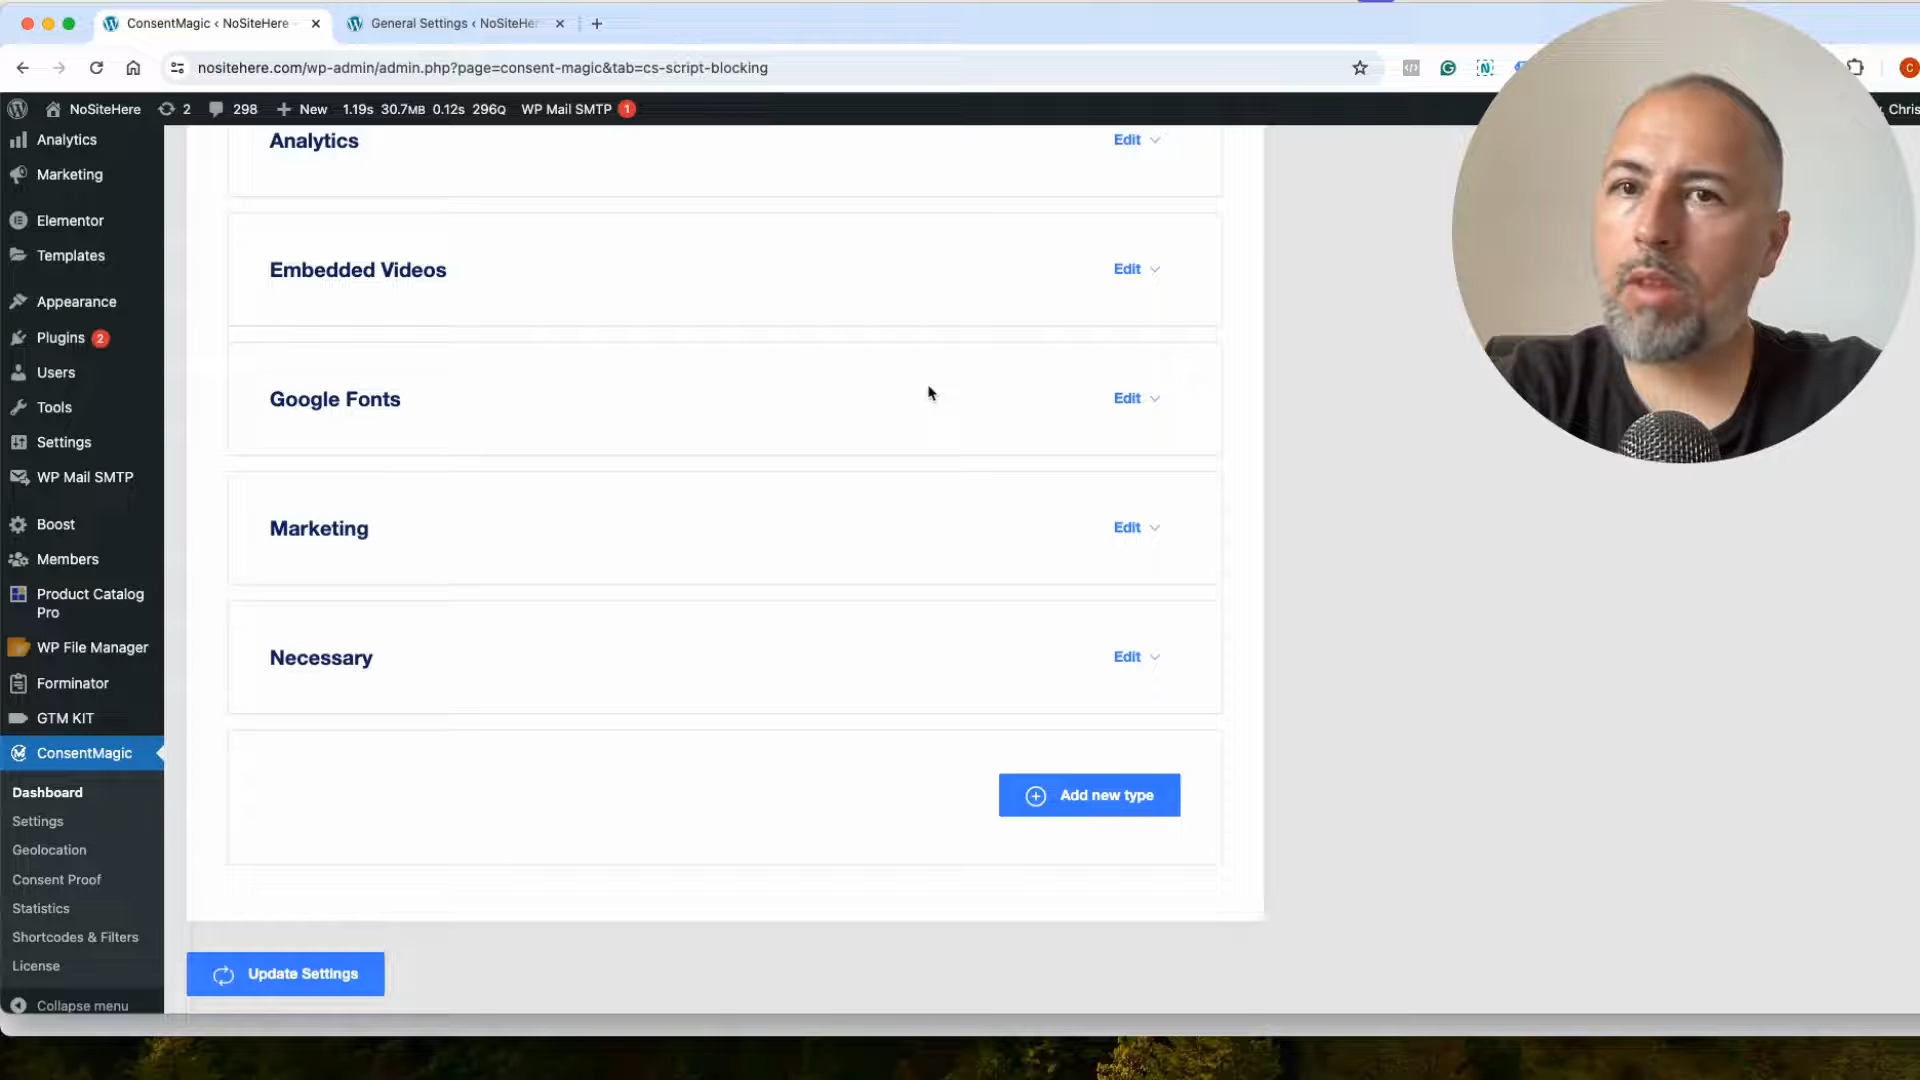 ConsentMagic ‹ NoSiteHere
General Settings ‹ NoSiteHer
nositehere.com/wp-admin/admin.php?page=consent-magic&tab=cs-script-blocking
NoSiteHere 2 298 New 1.19s 30.7MB 0.12s 296Q WP Mail SMTP 1 Chris
Analytics
Marketing
Elementor
Templates
Appearance
Plugins 2
Users
Tools
Settings
WP Mail SMTP
Boost
Members
Product Catalog
Pro
WP File Manager
Forminator
GTM KIT
ConsentMagic
Dashboard
Settings
Geolocation
Consent Proof
Statistics
Shortcodes & Filters
License
Collapse menu
Analytics Edit
Embedded Videos Edit
Google Fonts Edit
Marketing Edit
Necessary Edit
Add new type
Update Settings